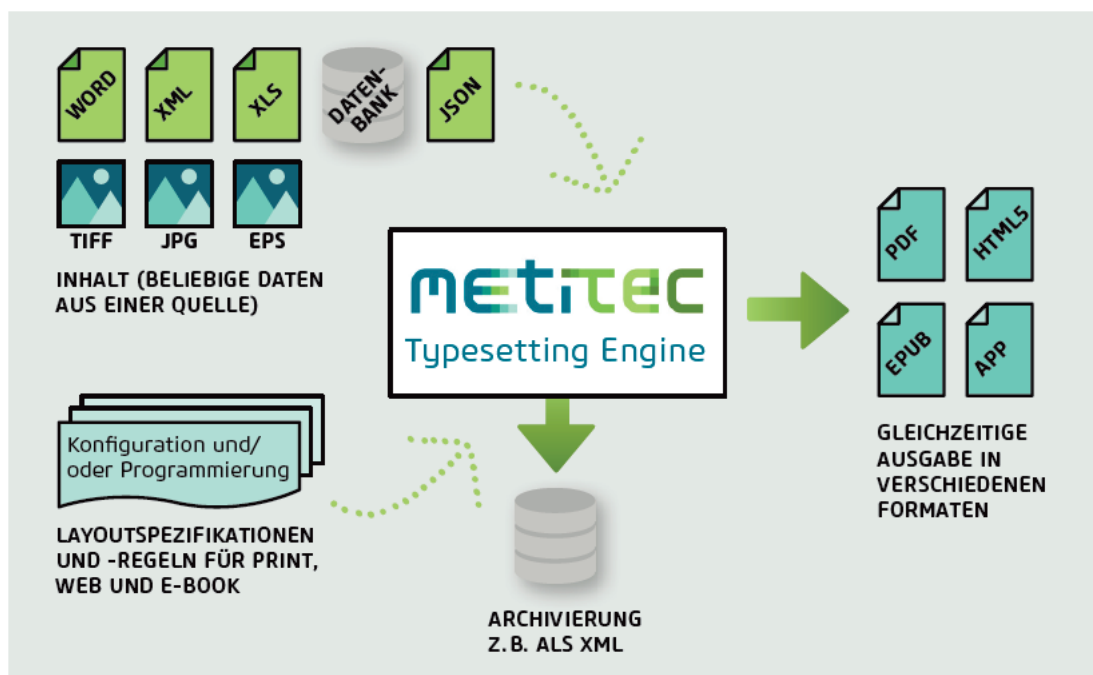 WORD
XML
XLS
DATEN-
BANK
JSON
TIFF
JPG
EPS
INHALT (BELIEBIGE DATEN
AUS EINER QUELLE)
metitec
Typesetting Engine
PDF
HTML5
EPUB
APP
GLEICHZEITIGE
AUSGABE IN
VERSCHIEDENEN
FORMATEN
Konfiguration und/
oder Programmierung
LAYOUTSPEZIFIKATIONEN
UND -REGELN FÜR PRINT,
WEB UND E-BOOK
ARCHIVIERUNG
Z.B. ALS XML